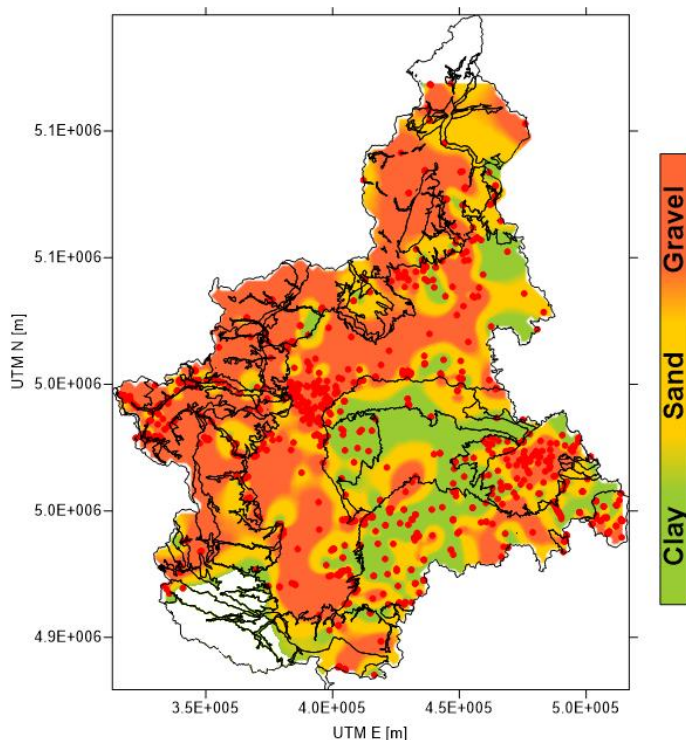 5.1E+006
5.1E+006
5.0E+006
5.0E+006
4.9E+006
UTM N [m]
3.5E+005
4.0E+005
4.5E+005
5.0E+005
UTM E [m]
Gravel
Sand
Clay